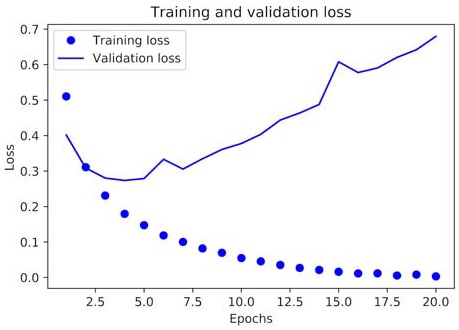 Training and validation loss
Training loss
Validation loss
0.7
0.6
0.5
0.4
0.3
0.2
0.1
0.0
Loss
2.5 5.0 7.5 10.0 12.5 15.0 17.5 20.0
Epochs